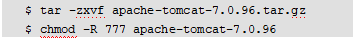 $ tar -zxvf apache-tomcat-7.0.96.tar.gz
$ chmod -R 777 apache-tomcat-7.0.96